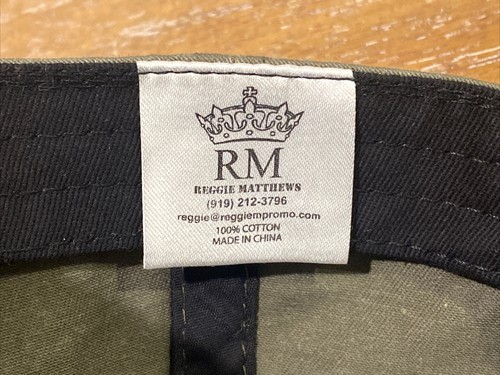 RM
REGGIE MATTHEWS
(919) 212-3796
reggie@reggiempromo.com
100% COTTON
MADE IN CHINA